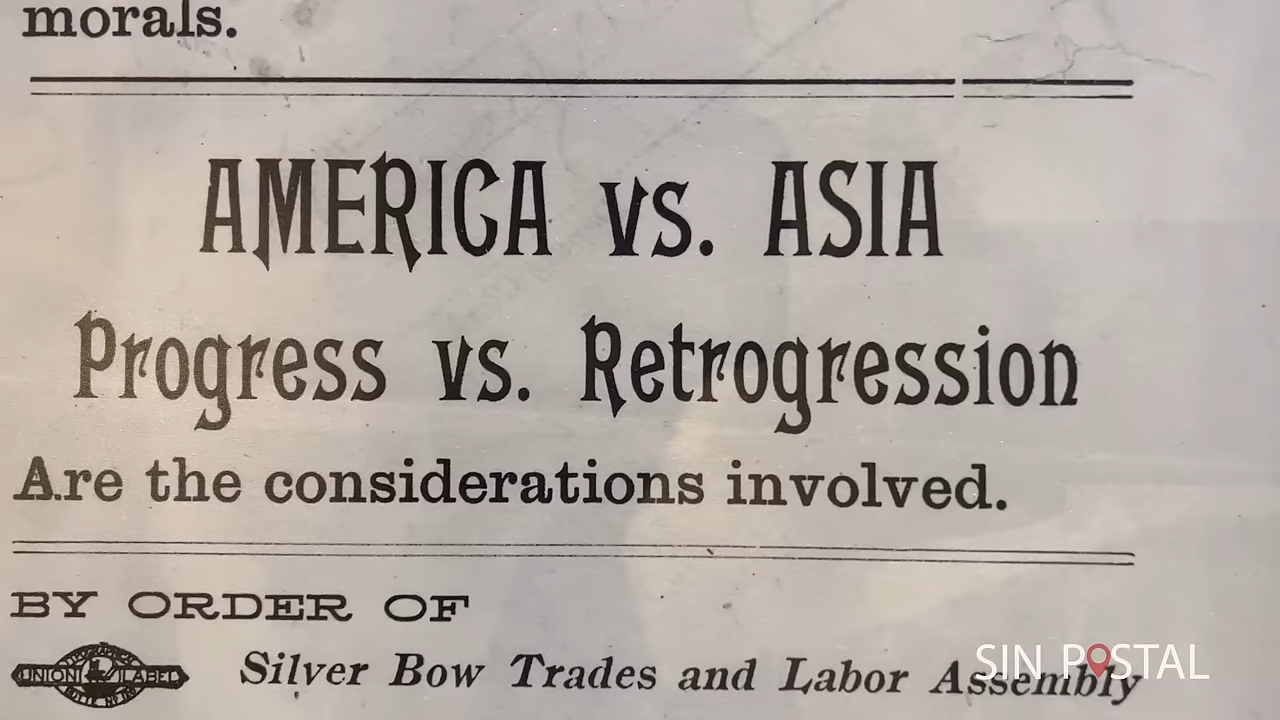 morals.
AMERICA vs. ASIA
Progress vs. Retrogression
Are the considerations involved.
BY ORDER OF
UNION LABEL
Silver Bow Trades and Labor Assembly
SIN POSTAL